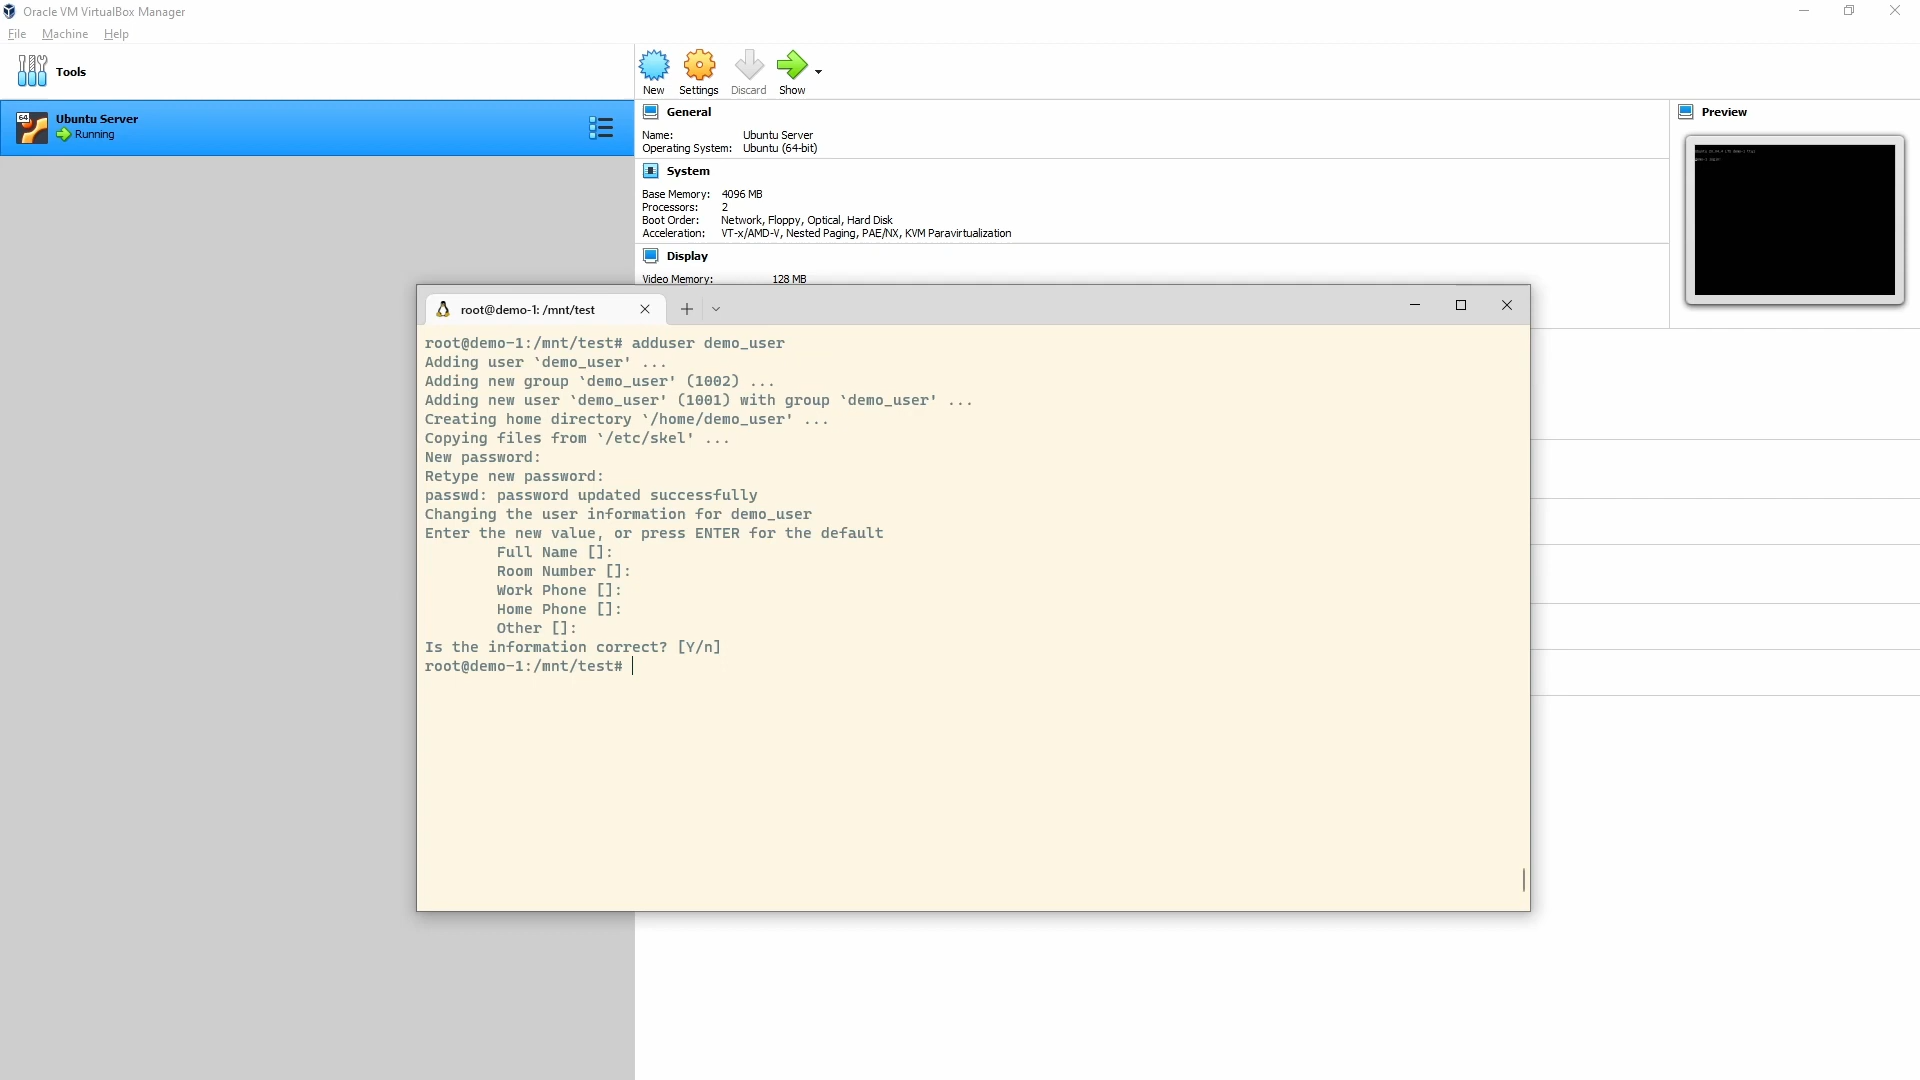 Oracle VM VirtualBox Manager
File Machine Help
Tools
New Settings Discard Show
64
Ubuntu Server
Running
General
Name: Ubuntu Server
Operating System: Ubuntu (64-bit)
Preview
System
Base Memory: 4096 MB
Processors: 2
Boot Order: Network, Floppy, Optical, Hard Disk
Acceleration: VT-x/AMD-V, Nested Paging, PAE/NX, KVM Paravirtualization
Display
Video Memory: 128 MB
root@demo-1: /mnt/test
root@demo-1:/mnt/test# adduser demo_user
Adding user `demo_user' ...
Adding new group `demo_user' (1002) ...
Adding new user `demo_user' (1001) with group `demo_user' ...
Creating home directory `/home/demo_user' ...
Copying files from `/etc/skel' ...
New password:
Retype new password:
passwd: password updated successfully
Changing the user information for demo_user
Enter the new value, or press ENTER for the default
Full Name []:
Room Number []:
Work Phone []:
Home Phone []:
Other []:
Is the information correct? [Y/n]
root@demo-1:/mnt/test#